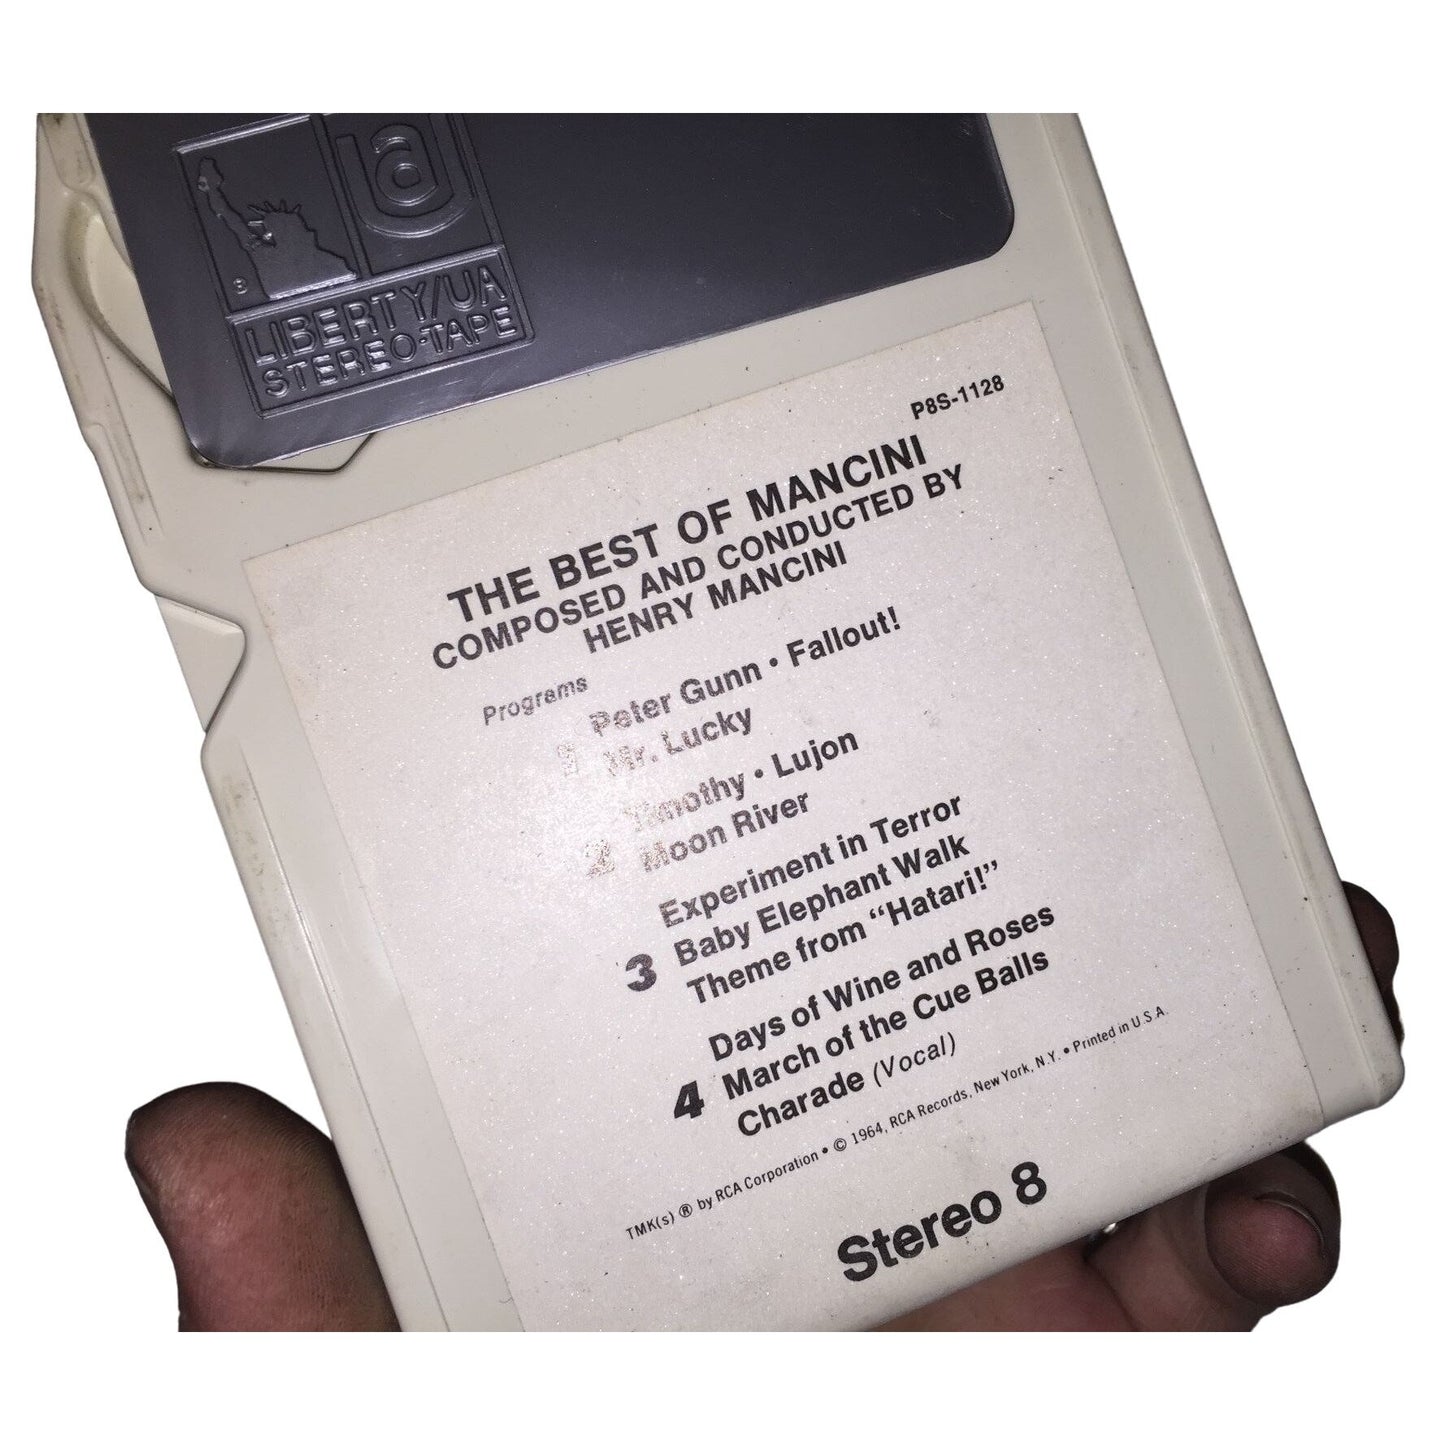 a
8
LIBERTY/UA
STEREO-TAPE
P8S-1128
THE BEST OF MANCINI
COMPOSED AND CONDUCTED BY
HENRY MANCINI
Programs
1 Peter Gunn • Fallout!
Mr. Lucky
Timothy • Lujon
2 Moon River
Experiment in Terror
3 Baby Elephant Walk
Theme from “Hatari!”
Days of Wine and Roses
4 March of the Cue Balls
Charade (Vocal)
TMK(s) ® by RCA Corporation • © 1964, RCA Records, New York, N.Y. • Printed in U.S.A.
Stereo 8